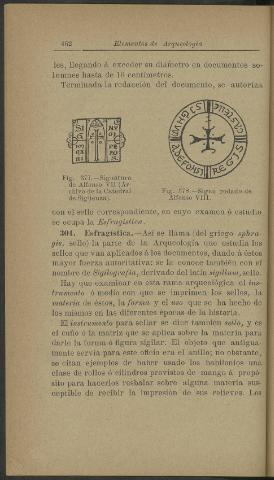 462 Elementos de Arqueología
les, llegando á exceder su diámetro en documentos so-
lemnes hasta de 16 centímetros.
Terminada la redacción del documento, se autoriza
Fig. 377.—Signatura
de Alfonso VII (Ar-
chivo de la Catedral
de Sigüenza).
Fig. 378.—Signo rodado de
Alfonso VIII.
con el sello correspondiente, en cuyo examen ó estudio
se ocupa la Esfragística.
304. Esfragística.—Así se llama (del griego sphra-
gis, sello) la parte de la Arqueología que estudia los
sellos que van aplicados á los documentos, dando á éstos
mayor fuerza autoritativa: se la conoce también con el
nombre de Sigilografía, derivado del latín sigillum, sello.
Hay que examinar en esta rama arqueológica el ins-
trumento ó medio con que se imprimen los sellos, la
materia de éstos, la forma y el uso que se ha hecho de
los mismos en las diferentes épocas de la historia.
El instrumento para sellar se dice también sello, y es
el cuño ó la matriz que se aplica sobre la materia para
darle la forma ó figura sigilar. El objeto que antigua-
mente servía para este oficio era el anillo; no obstante,
se citan ejemplos de haber usado los babilonios una
clase de rollos ó cilindros provistos de mango á propó-
sito para hacerlos resbalar sobre alguna materia sus-
ceptible de recibir la impresión de sus relieves. Los